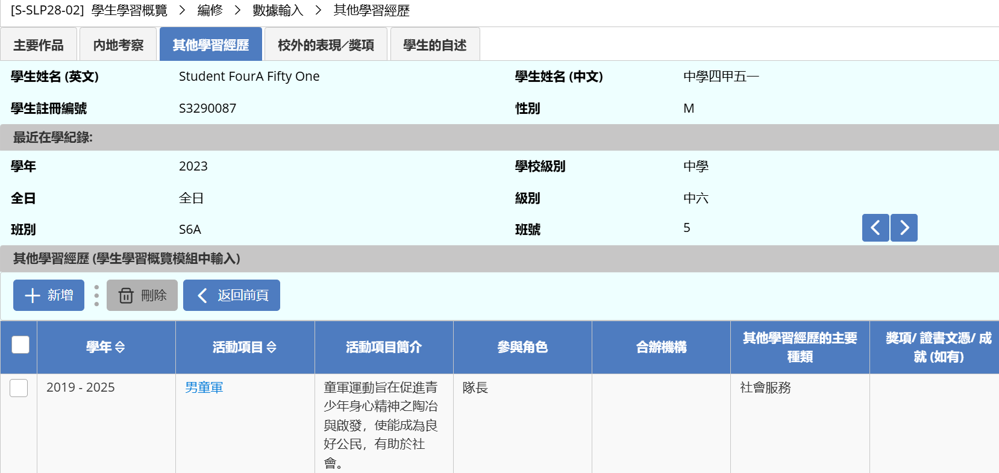 [S-SLP28-02] 學生學習概覽 > 編修 > 數據輸入 > 其他學習經歷
主要作品 內地考察 其他學習經歷 校外的表現/獎項 學生的自述
學生姓名 (英文) Student FourA Fifty One 學生姓名 (中文) 中學四甲五一
學生註冊編號 S3290087 性別 M
最近在學紀錄:
學年 2023 學校級別 中學
全日 全日 級別 中六
班別 S6A 班號 5
其他學習經歷 (學生學習概覽模組中輸入)
新增 刪除 返回前頁
學年 活動項目 活動項目簡介 參與角色 合辦機構 其他學習經歷的主要
種類 獎項/ 證書文憑/ 成
就 (如有)
2019 - 2025 男童軍 童軍運動旨在促進青
少年身心精神之陶冶
與啟發，使能成為良
好公民，有助於社
會。 隊長 社會服務